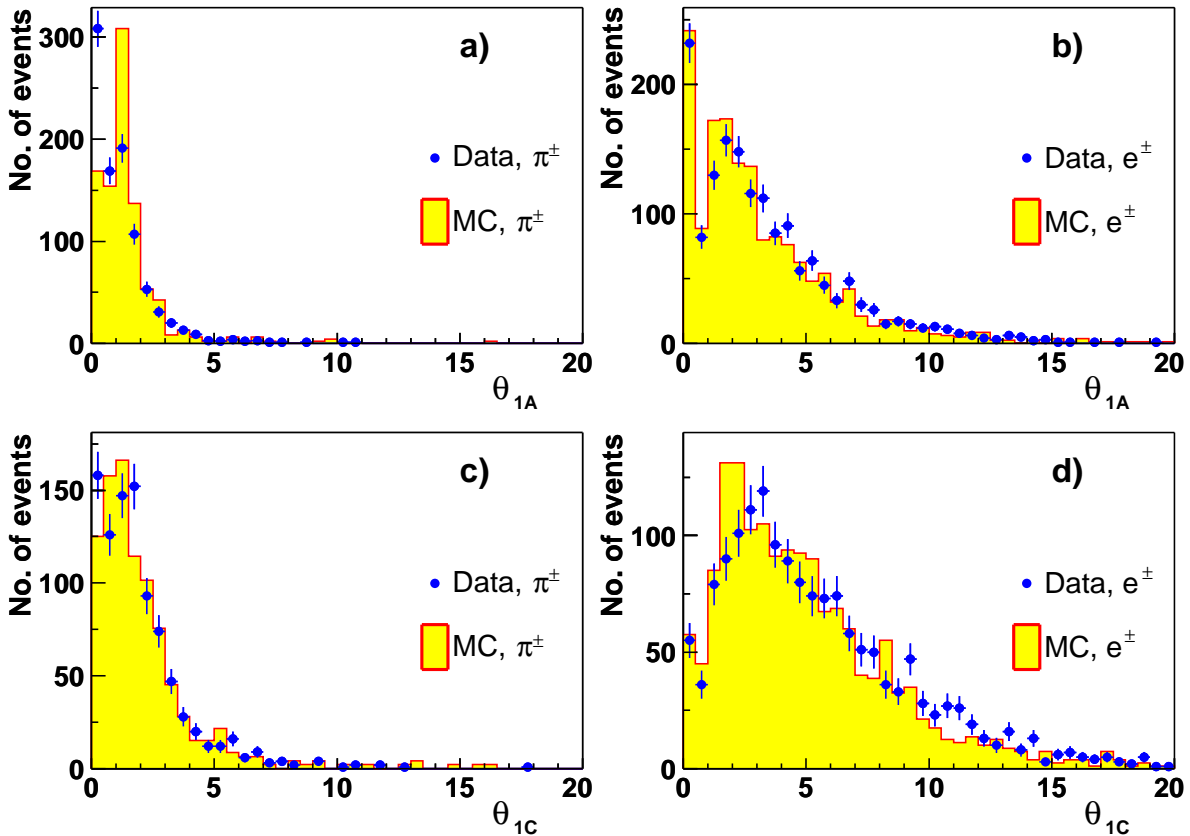 a)
No. of events
300
200
100
0
Data, π±
MC, π±
0 5 10 15 20
θ1A
b)
No. of events
200
100
0
Data, e±
MC, e±
0 5 10 15 20
θ1A
c)
No. of events
150
100
50
0
Data, π±
MC, π±
0 5 10 15 20
θ1C
d)
No. of events
100
50
0
Data, e±
MC, e±
0 5 10 15 20
θ1C